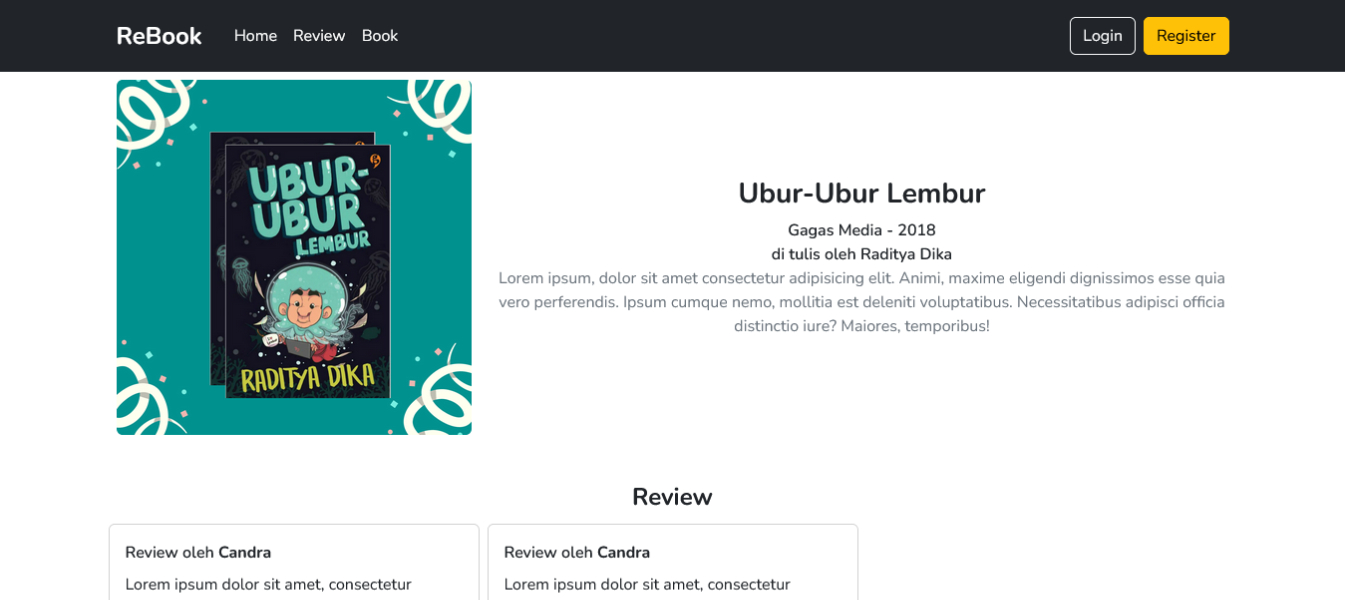 ReBook Home Review Book Login Register
UBUR-
UBUR
LEMBUR
RADITYA DIKA
Ubur-Ubur Lembur
Gagas Media - 2018
di tulis oleh Raditya Dika
Lorem ipsum, dolor sit amet consectetur adipisicing elit. Animi, maxime eligendi dignissimos esse quia
vero perferendis. Ipsum cumque nemo, mollitia est deleniti voluptatibus. Necessitatibus adipisci officia
distinctio iure? Maiores, temporibus!
Review
Review oleh Candra
Lorem ipsum dolor sit amet, consectetur
Review oleh Candra
Lorem ipsum dolor sit amet, consectetur